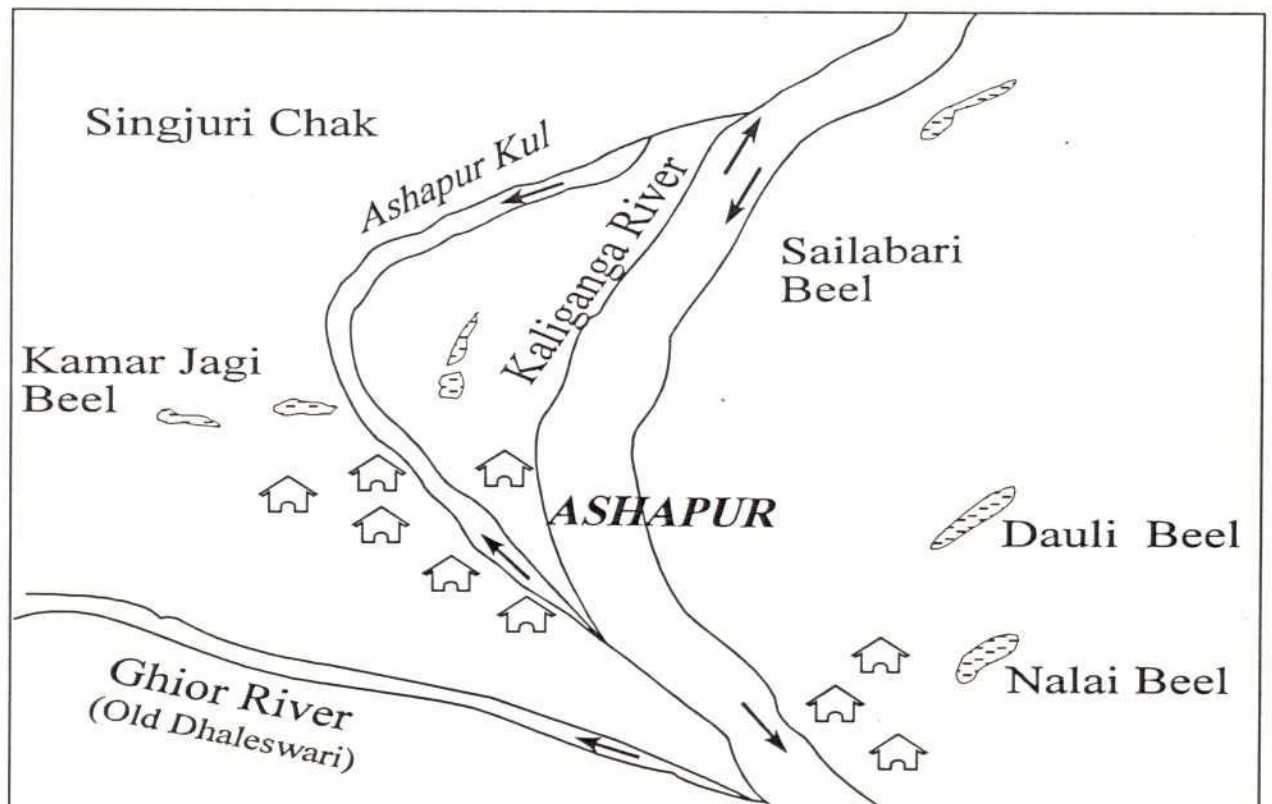 Singjuri Chak
Ashapur Kul
Kaliganga River
Sailabari
Beel
Kamar Jagi
Beel
ASHAPUR
Dauli Beel
Nalai Beel
Ghior River
(Old Dhaleswari)